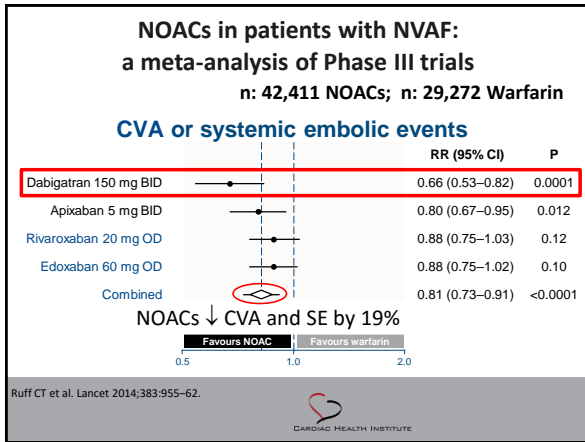 NOACs in patients with NVAF:
a meta-analysis of Phase III trials
n: 42,411 NOACs; n: 29,272 Warfarin
CVA or systemic embolic events
RR (95% CI) P
Dabigatran 150 mg BID 0.66 (0.53–0.82) 0.0001
Apixaban 5 mg BID 0.80 (0.67–0.95) 0.012
Rivaroxaban 20 mg OD 0.88 (0.75–1.03) 0.12
Edoxaban 60 mg OD 0.88 (0.75–1.02) 0.10
Combined 0.81 (0.73–0.91) <0.0001
NOACs ↓ CVA and SE by 19%
Favours NOAC Favours warfarin
0.5 1.0 2.0
Ruff CT et al. Lancet 2014;383:955–62.
CARDIAC HEALTH INSTITUTE